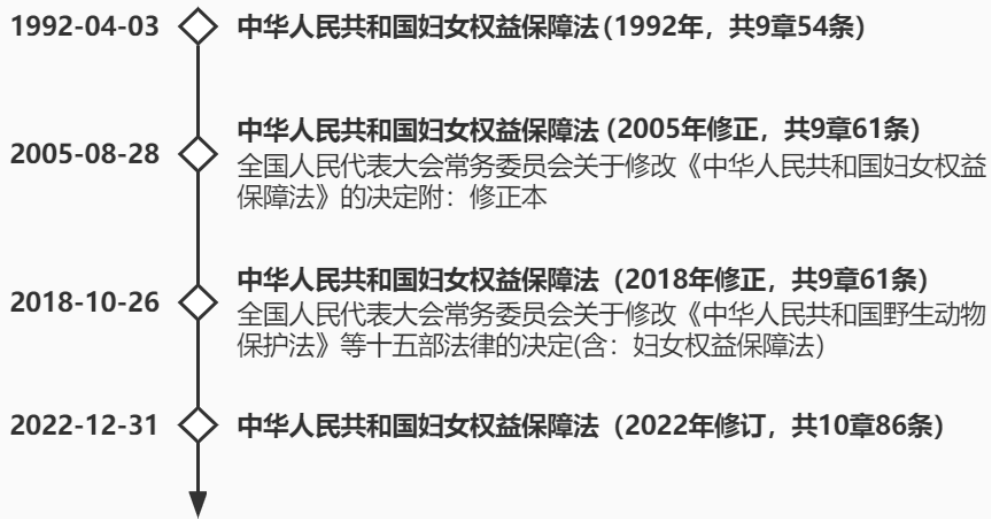 1992-04-03 中华人民共和国妇女权益保障法(1992年，共9章54条)
2005-08-28 中华人民共和国妇女权益保障法 (2005年修正，共9章61条)
全国人民代表大会常务委员会关于修改《中华人民共和国妇女权益
保障法》的决定附：修正本
2018-10-26 中华人民共和国妇女权益保障法（2018年修正，共9章61条）
全国人民代表大会常务委员会关于修改《中华人民共和国野生动物
保护法》等十五部法律的决定(含：妇女权益保障法）
2022-12-31 中华人民共和国妇女权益保障法（2022年修订，共10章86条）